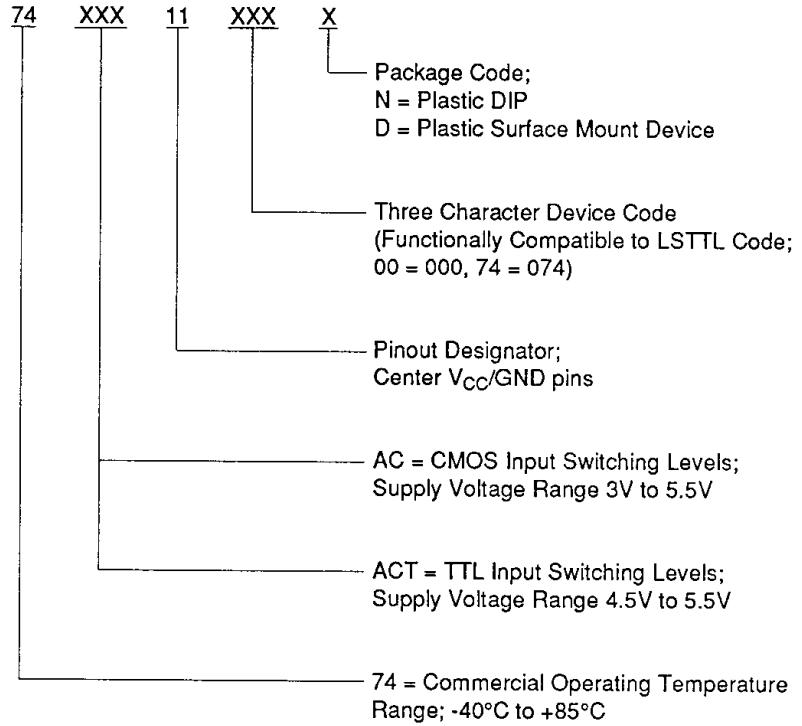 74 XXX 11 XXX X
Package Code;
N = Plastic DIP
D = Plastic Surface Mount Device
Three Character Device Code
(Functionally Compatible to LSTTL Code;
00 = 000, 74 = 074)
Pinout Designator;
Center VCC/GND pins
AC = CMOS Input Switching Levels;
Supply Voltage Range 3V to 5.5V
ACT = TTL Input Switching Levels;
Supply Voltage Range 4.5V to 5.5V
74 = Commercial Operating Temperature
Range; -40°C to +85°C